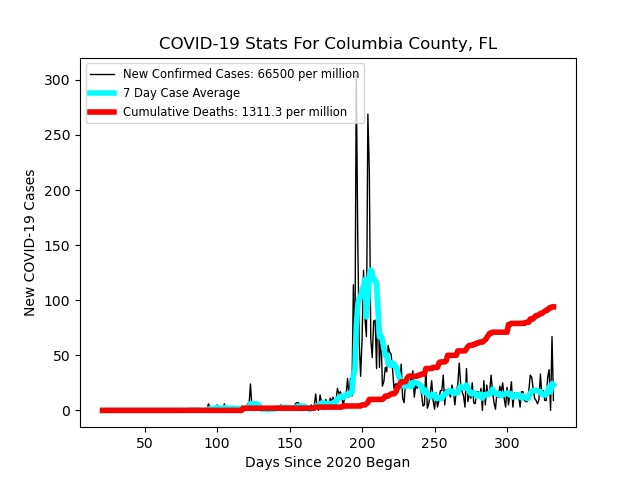 COVID-19 Stats For Columbia County, FL
New Confirmed Cases: 66500 per million
7 Day Case Average
Cumulative Deaths: 1311.3 per million
New COVID-19 Cases
300
250
200
150
100
50
0
50 100 150 200 250 300
Days Since 2020 Began